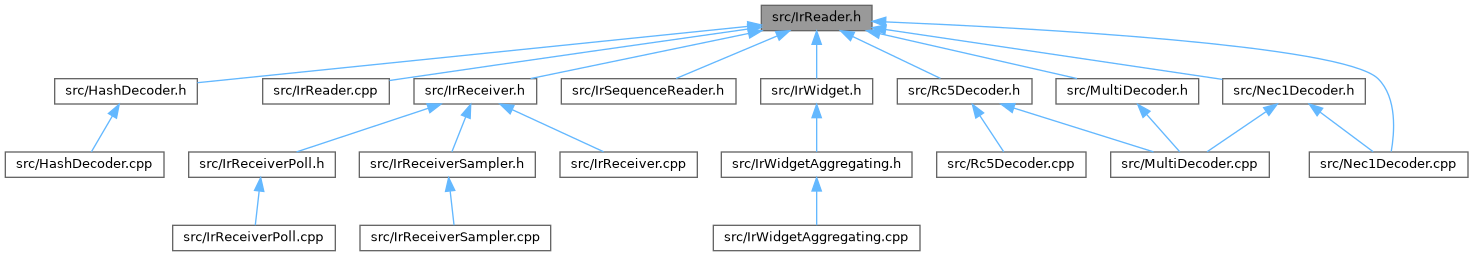 src/IrReader.h
src/HashDecoder.h
src/IrReader.cpp
src/IrReceiver.h
src/IrSequenceReader.h
src/IrWidget.h
src/Rc5Decoder.h
src/MultiDecoder.h
src/Nec1Decoder.h
src/HashDecoder.cpp
src/IrReceiverPoll.h
src/IrReceiverSampler.h
src/IrReceiver.cpp
src/IrWidgetAggregating.h
src/Rc5Decoder.cpp
src/MultiDecoder.cpp
src/Nec1Decoder.cpp
src/IrReceiverPoll.cpp
src/IrReceiverSampler.cpp
src/IrWidgetAggregating.cpp